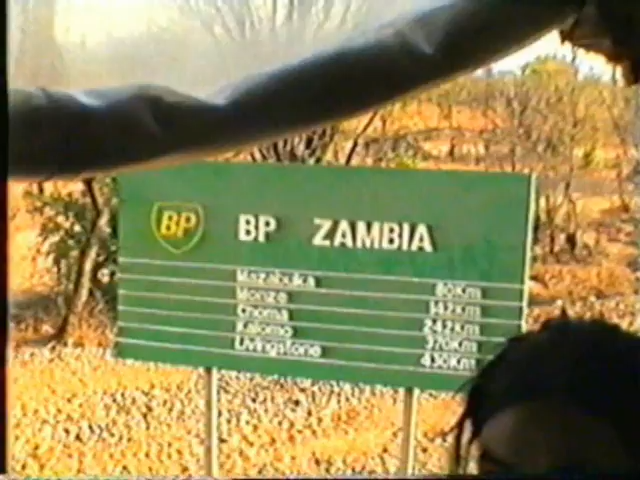 BP BP ZAMBIA
Mazabuka 80Km
Monze 142Km
Choma 242Km
Kalomo 370Km
Livingstone 430Km